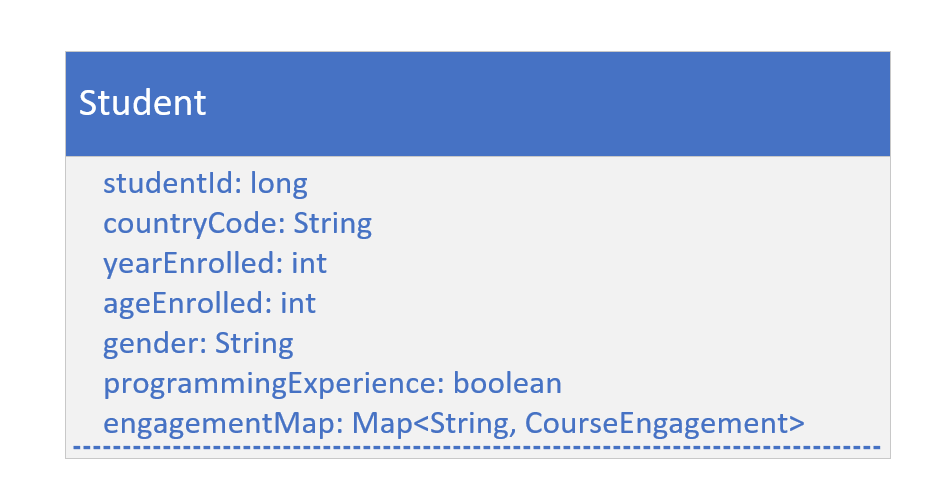 Student
studentId: long
countryCode: String
yearEnrolled: int
ageEnrolled: int
gender: String
programmingExperience: boolean
engagementMap: Map<String, CourseEngagement>